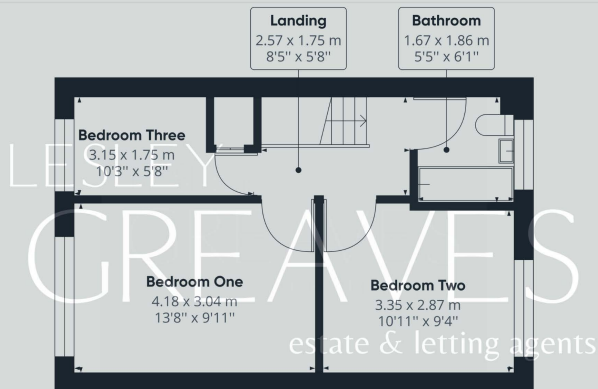 Landing
2.57 x 1.75 m
8'5" x 5'8"
Bathroom
1.67 x 1.86 m
5'5" x 6'1"
Bedroom Three
3.15 x 1.75 m
10'3" x 5'8"
LESLEY
GREAVES
estate & letting agents
Bedroom One
4.18 x 3.04 m
13'8" x 9'11"
Bedroom Two
3.35 x 2.87 m
10'11" x 9'4"